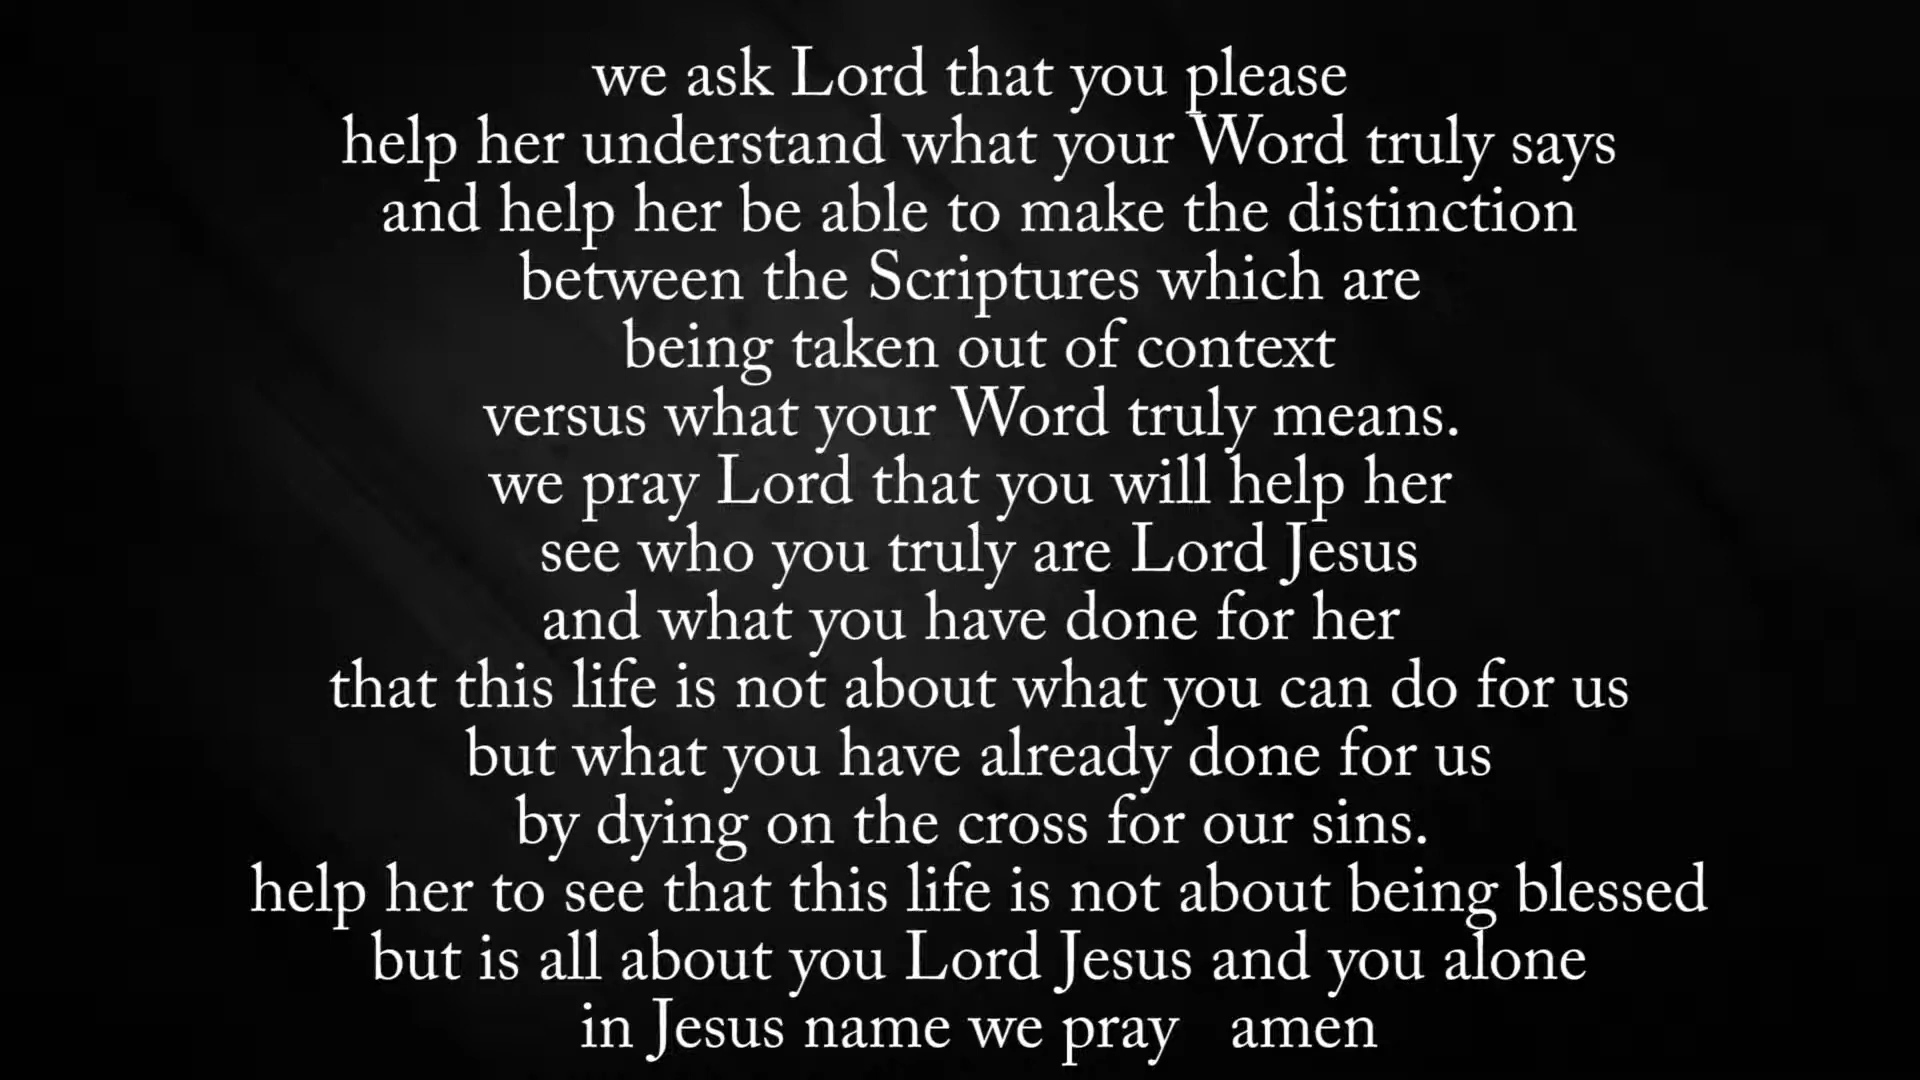 we ask Lord that you please
help her understand what your Word truly says
and help her be able to make the distinction
between the Scriptures which are
being taken out of context
versus what your Word truly means.
we pray Lord that you will help her
see who you truly are Lord Jesus
and what you have done for her
that this life is not about what you can do for us
but what you have already done for us
by dying on the cross for our sins.
help her to see that this life is not about being blessed
but is all about you Lord Jesus and you alone
in Jesus name we pray amen